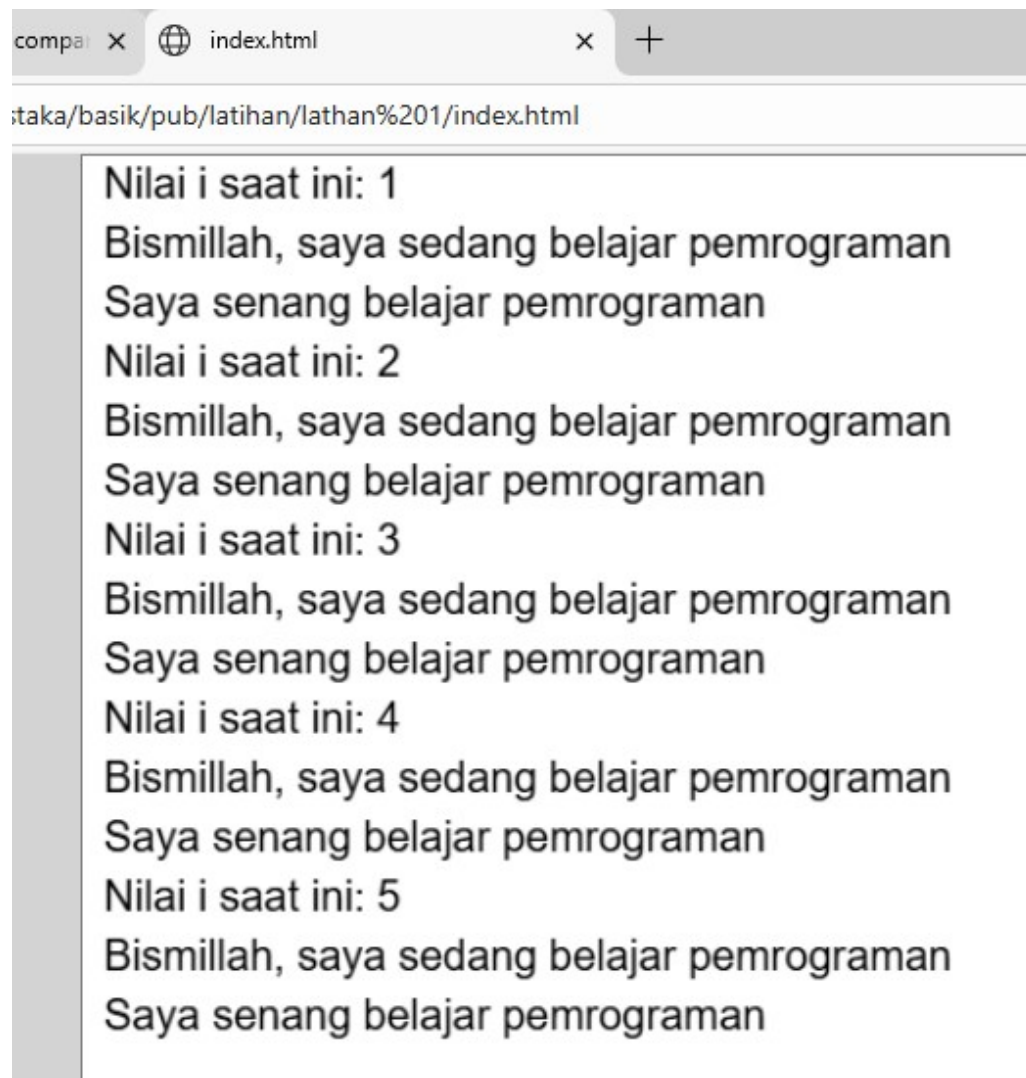 compa
index.html
staka/basik/pub/latihan/lathan%201/index.html
Nilai i saat ini: 1
Bismillah, saya sedang belajar pemrograman
Saya senang belajar pemrograman
Nilai i saat ini: 2
Bismillah, saya sedang belajar pemrograman
Saya senang belajar pemrograman
Nilai i saat ini: 3
Bismillah, saya sedang belajar pemrograman
Saya senang belajar pemrograman
Nilai i saat ini: 4
Bismillah, saya sedang belajar pemrograman
Saya senang belajar pemrograman
Nilai i saat ini: 5
Bismillah, saya sedang belajar pemrograman
Saya senang belajar pemrograman